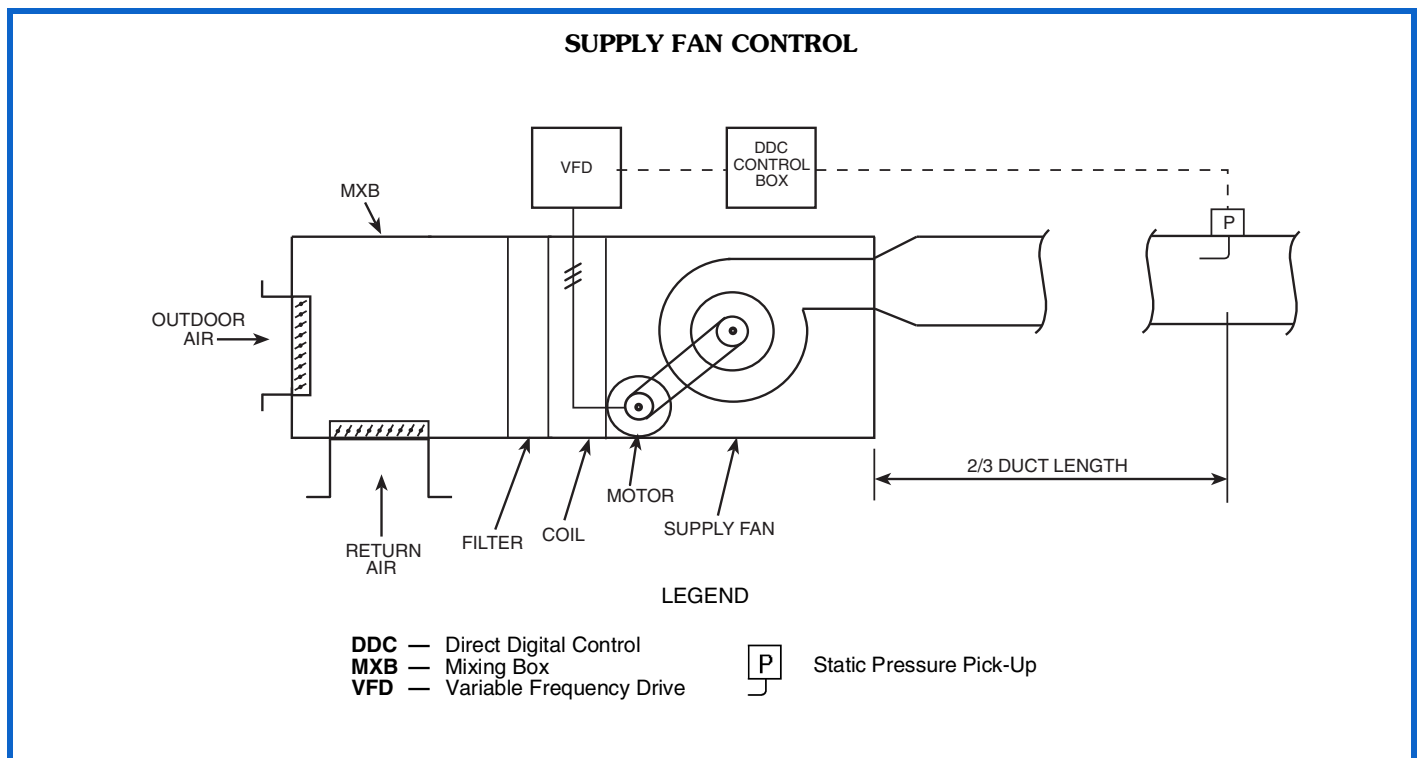 SUPPLY FAN CONTROL
VFD
DDC
CONTROL
BOX
MXB
P
OUTDOOR
AIR
2/3 DUCT LENGTH
MOTOR
SUPPLY FAN
COIL
FILTER
RETURN
AIR
LEGEND
DDC — Direct Digital Control
MXB — Mixing Box
VFD — Variable Frequency Drive
P Static Pressure Pick-Up